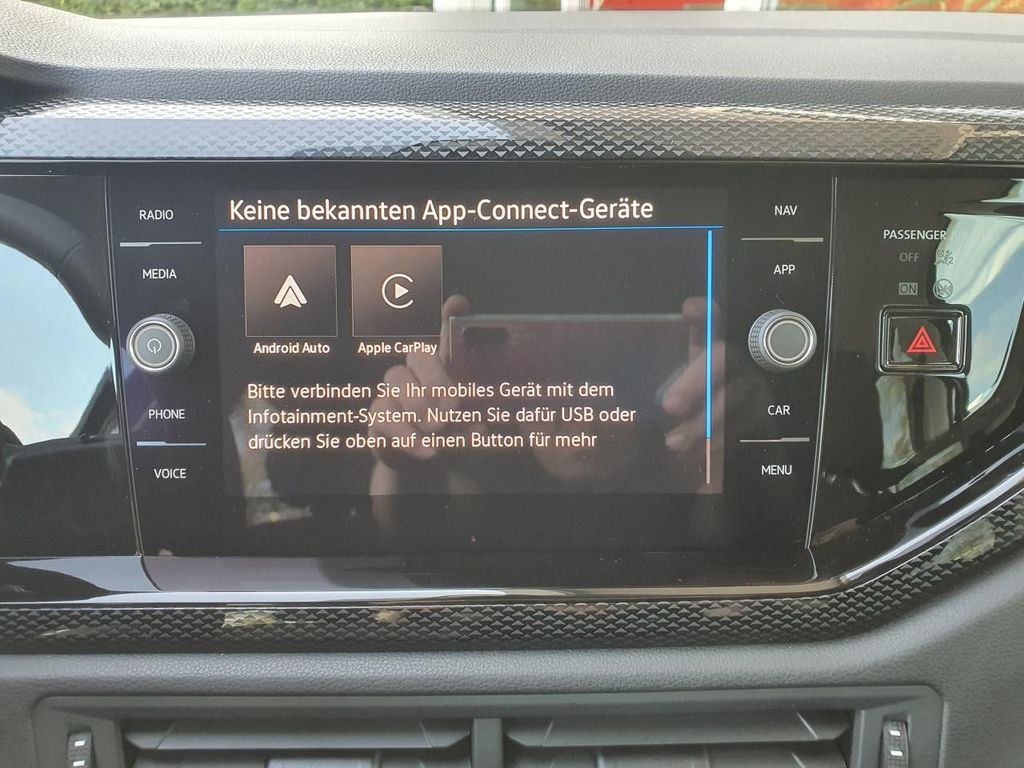 RADIO
MEDIA
PHONE
VOICE
Keine bekannten App-Connect-Geräte
Android Auto
Apple CarPlay
Bitte verbinden Sie Ihr mobiles Gerät mit dem
Infotainment-System. Nutzen Sie dafür USB oder
drücken Sie oben auf einen Button für mehr
NAV
APP
CAR
MENU
PASSENGER
OFF
ON